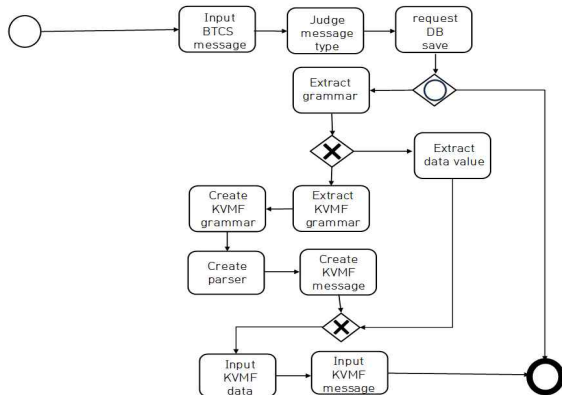 Input
BTCS
message
Judge
message
type
request
DB
save
Extract
grammar
Extract
data value
Create
KVMF
grammar
Extract
KVMF
grammar
Create
parser
Create
KVMF
message
Input
KVMF
data
Input
KVMF
message